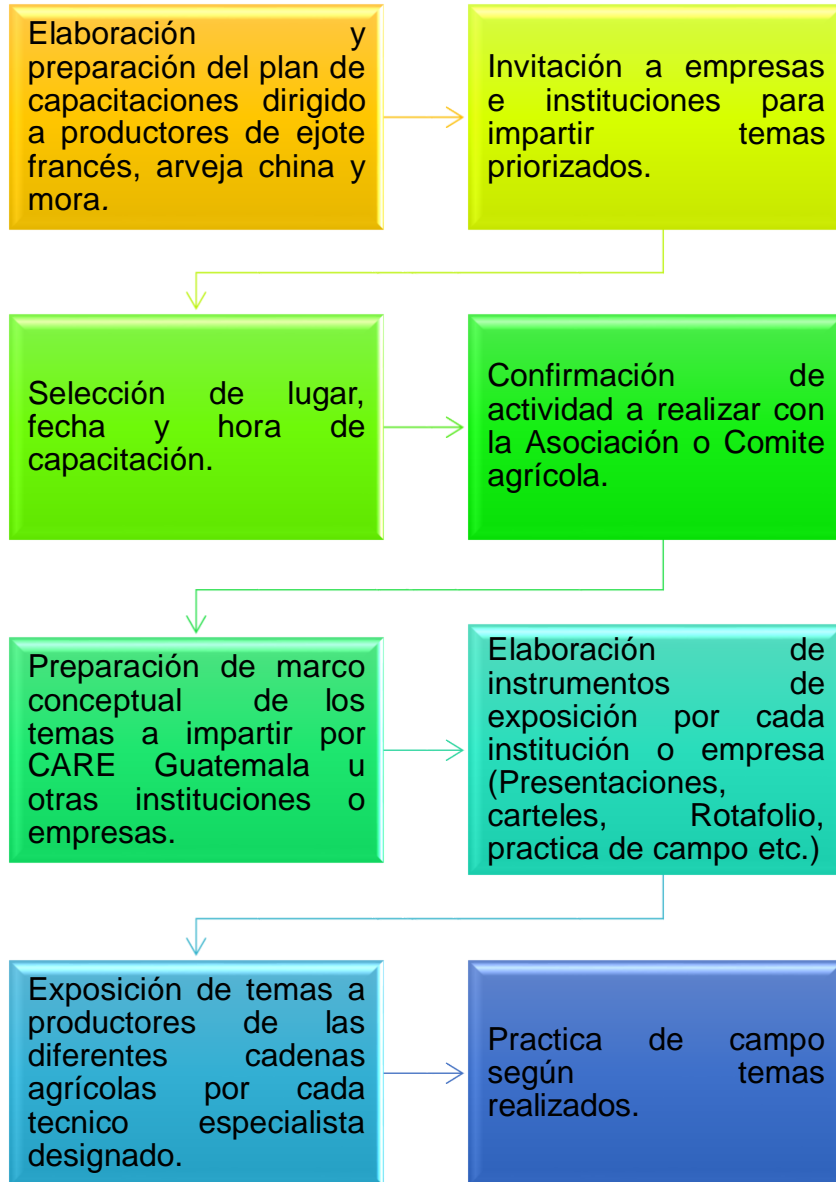 Elaboración y
preparación del plan de
capacitaciones dirigido
a productores de ejote
francés, arveja china y
mora.
Invitación a empresas
e instituciones para
impartir temas
priorizados.
Selección de lugar,
fecha y hora de
capacitación.
Confirmación de
actividad a realizar con
la Asociación o Comite
agrícola.
Preparación de marco
conceptual de los
temas a impartir por
CARE Guatemala u
otras instituciones o
empresas.
Elaboración de
instrumentos de
exposición por cada
institución o empresa
(Presentaciones,
carteles, Rotafolio,
practica de campo etc.)
Exposición de temas a
productores de las
diferentes cadenas
agrícolas por cada
tecnico especialista
designado.
Practica de campo
según temas
realizados.